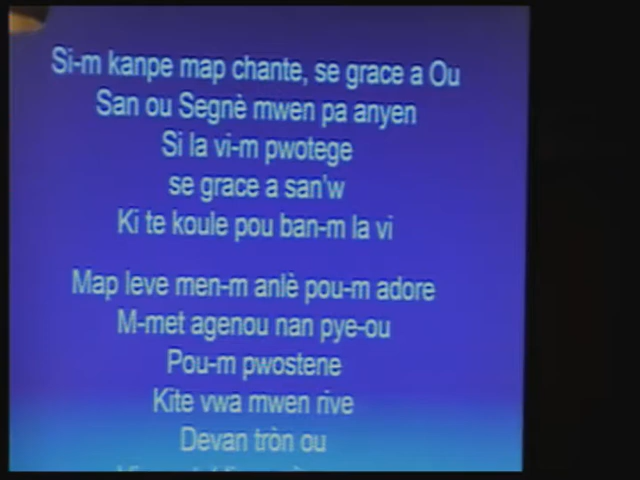 Si-m kanpe map chante, se grace a Ou
San ou Segnè mwen pa anyen
Si la vi-m pwotege
se grace a san'w
Ki te koule pou ban-m la vi
Map leve men-m anlè pou-m adore
M-met agenou nan pye-ou
Pou-m pwostene
Kite vwa mwen rive
Devan tròn ou